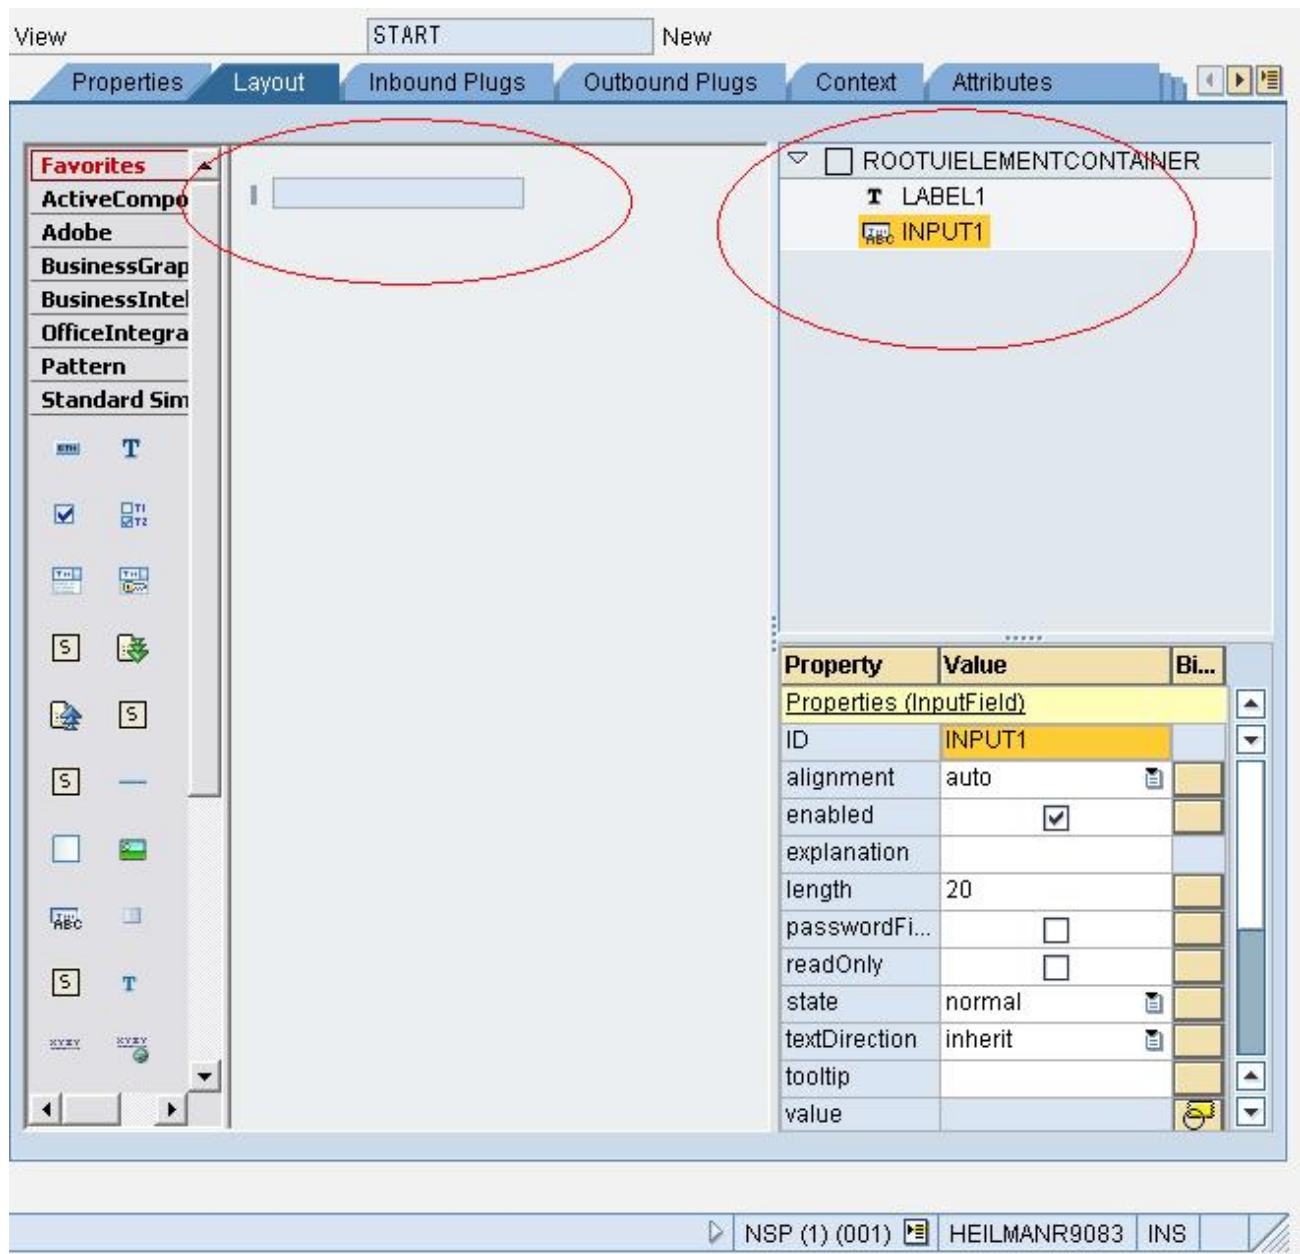 View START New
Properties Layout Inbound Plugs Outbound Plugs Context Attributes
Favorites
ActiveCompo
Adobe
BusinessGrap
BusinessIntel
OfficeIntegra
Pattern
Standard Sim
ROOTUIELEMENTCONTAINER
T LABEL1
INPUT1
Property Value Bi...
Properties (InputField)
ID INPUT1
alignment auto
enabled
explanation
length 20
passwordFi...
readOnly
state normal
textDirection inherit
tooltip
value
NSP (1) (001) HEILMANR9083 INS